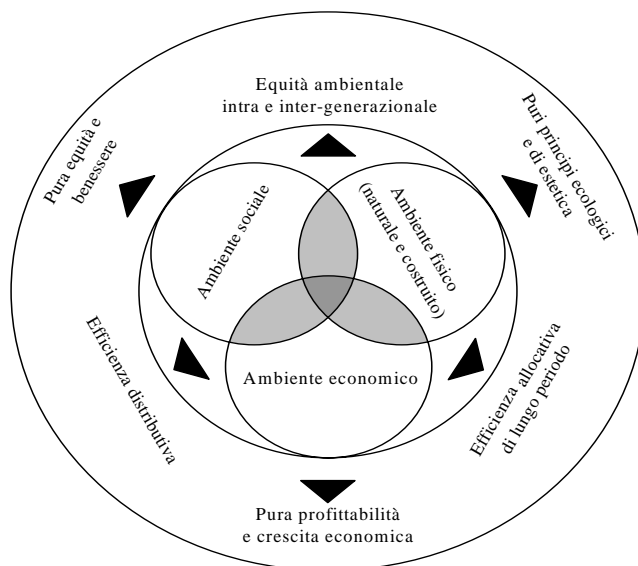 Equità ambientale
intra e inter-generazionale
Pura equità e
benessere
Puri principi ecologici
e di estetica
Ambiente sociale
Ambiente fisico
(naturale e costruito)
Ambiente economico
Efficienza distributiva
Efficienza allocativa
di lungo periodo
Pura profittabilità
e crescita economica